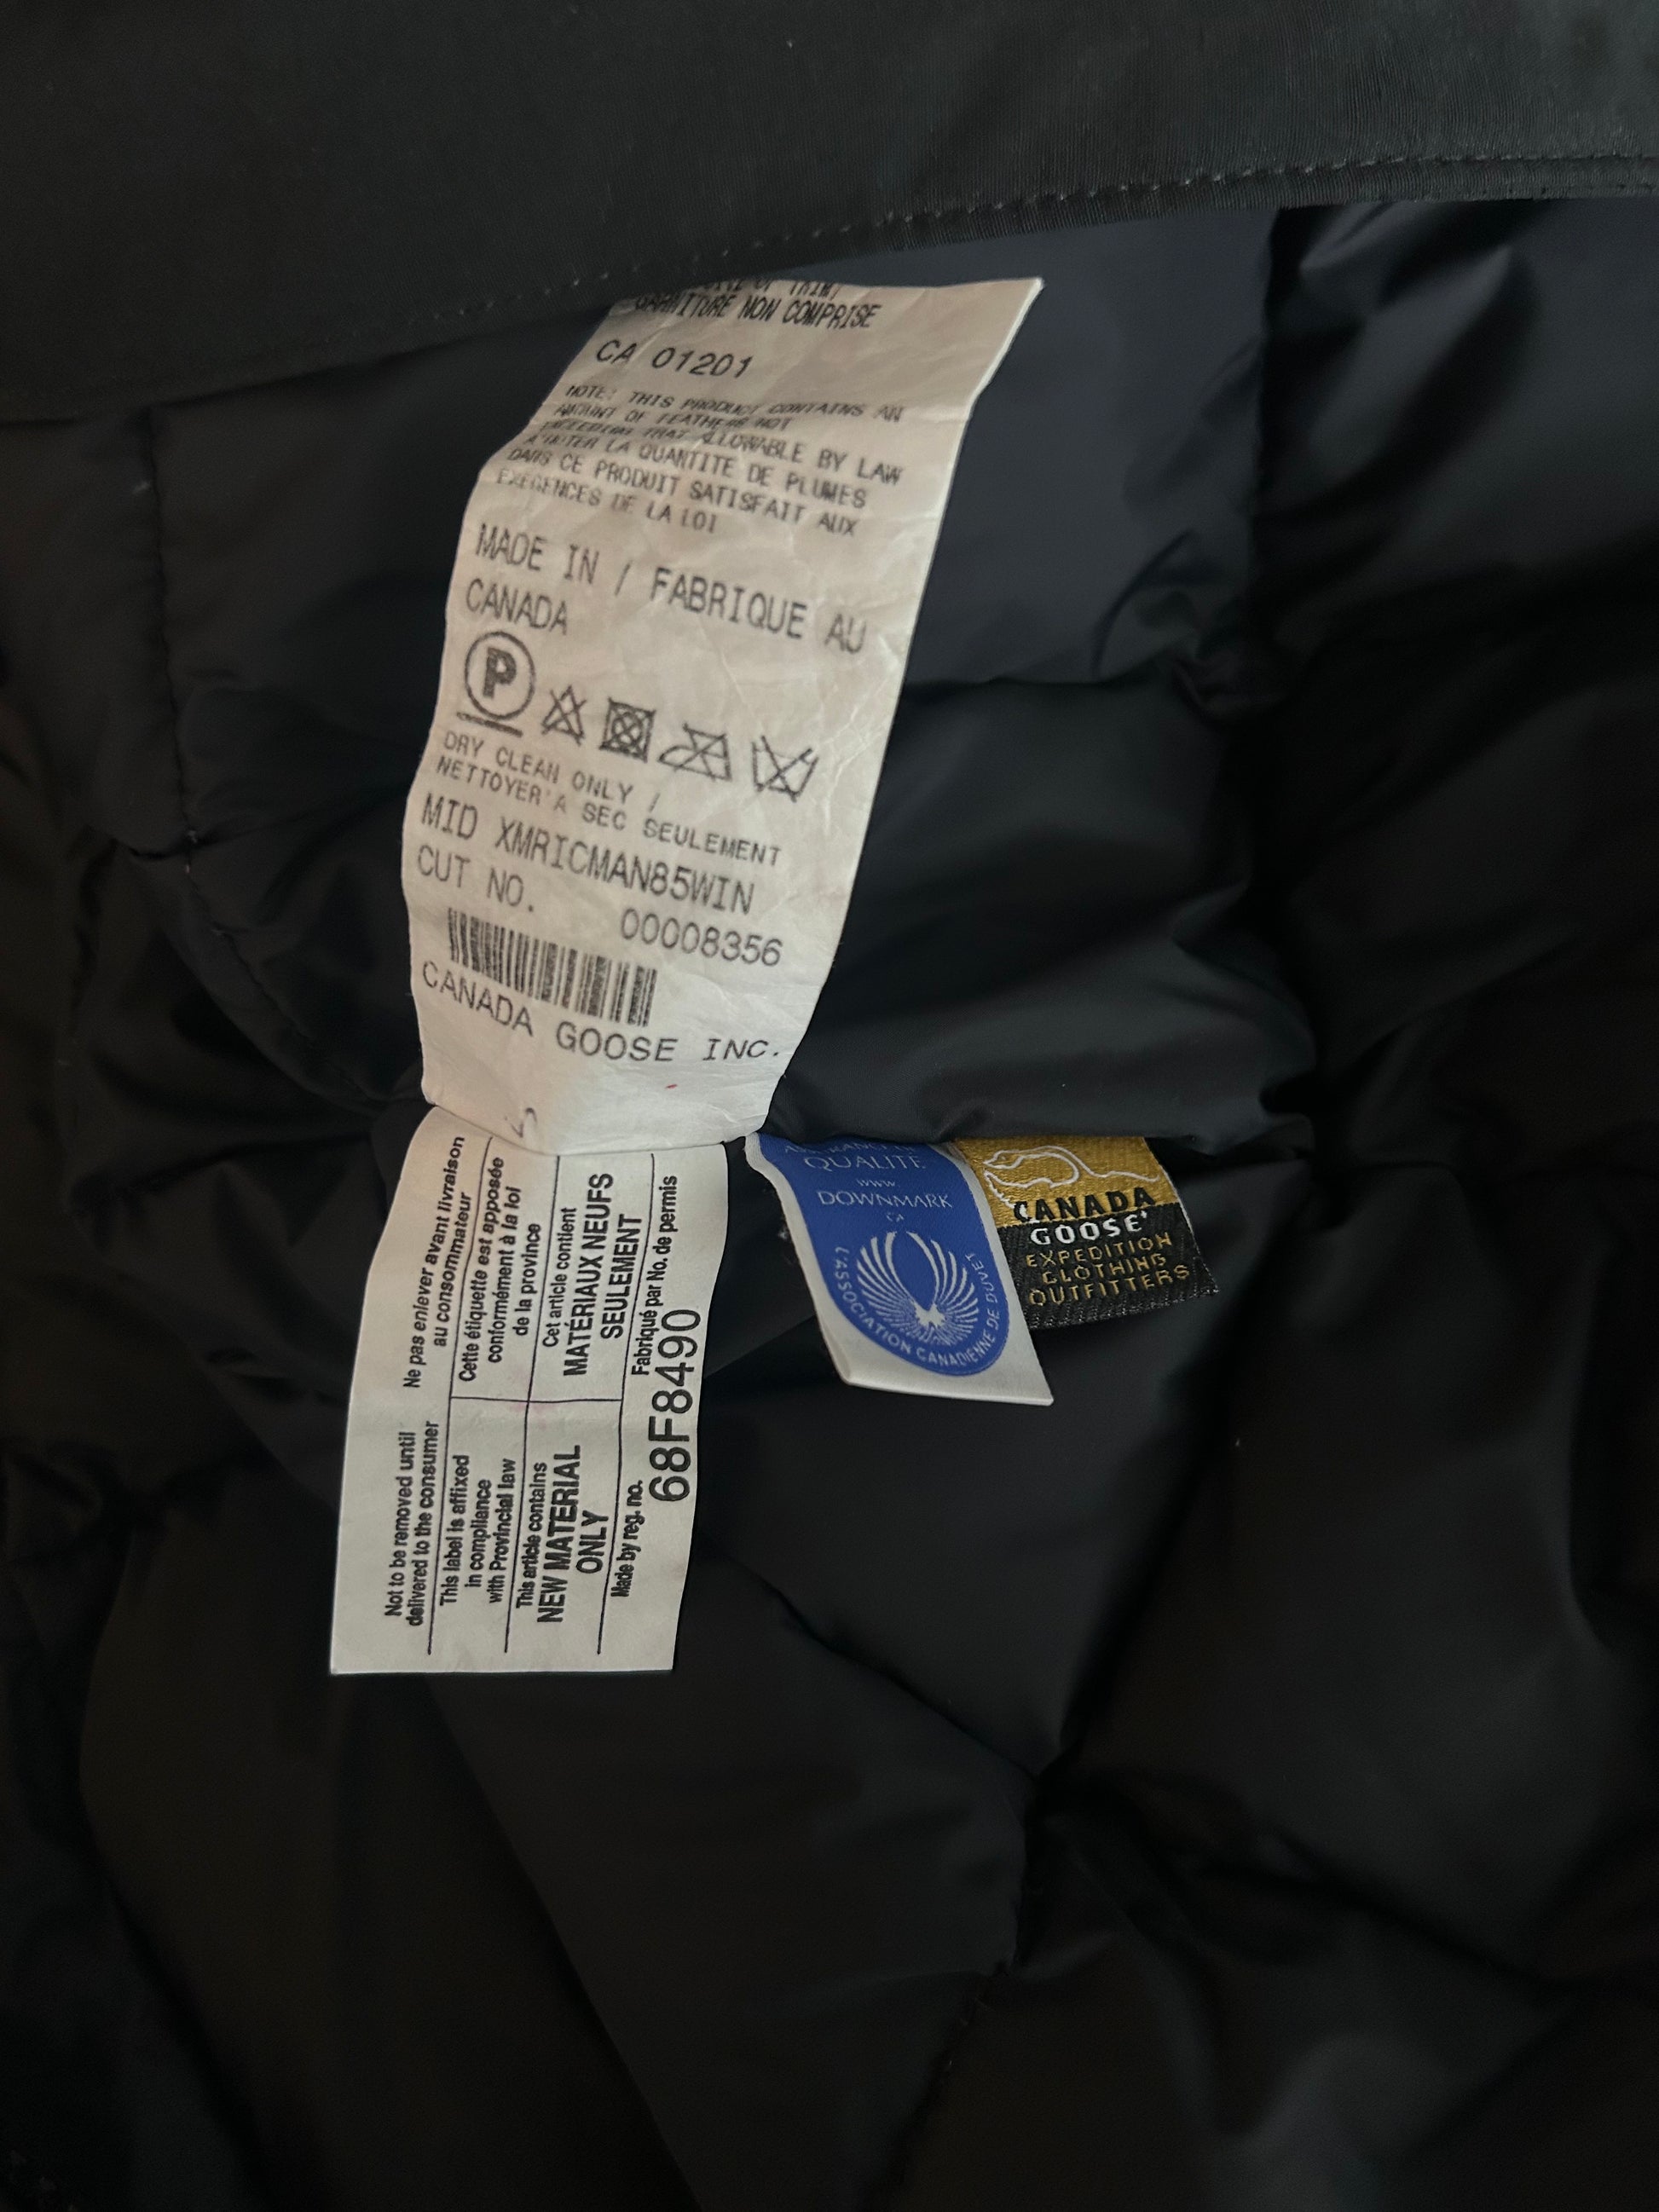 GARNITURE NON COMPRISE
CA 01201
NOTE: THIS PRODUCT CONTAINS AN
AMOUNT OF FEATHERS NOT
EXCEEDING THAT ALLOWABLE BY LAW
A NOTER LA QUANTITE DE PLUMES
DANS CE PRODUIT SATISFAIT AUX
EXEGENCES DE LA LOI
MADE IN / FABRIQUE AU
CANADA
P
DRY CLEAN ONLY /
NETTOYER'A SEC SEULEMENT
MID XMRICMAN85WIN
CUT NO.
00008356
CANADA GOOSE INC.
Not to be removed until
delivered to the consumer
Ne pas enlever avant livraison
au consommateur
This label is affixed
in compliance
with Provincial law
Cette étiquette est apposée
conformément à la loi
de la province
This article contains
NEW MATERIAL
ONLY
Cet article contient
MATÉRIAUX NEUFS
SEULEMENT
Made by reg. no.
Fabriqué par No. de permis
68F8490
QUALITÉ
www.
DOWNMARK
.ca
L'ASSOCIATION CANADIENNE DE DUVET
CANADA
GOOSE
EXPEDITION
CLOTHING
OUTFITTERS